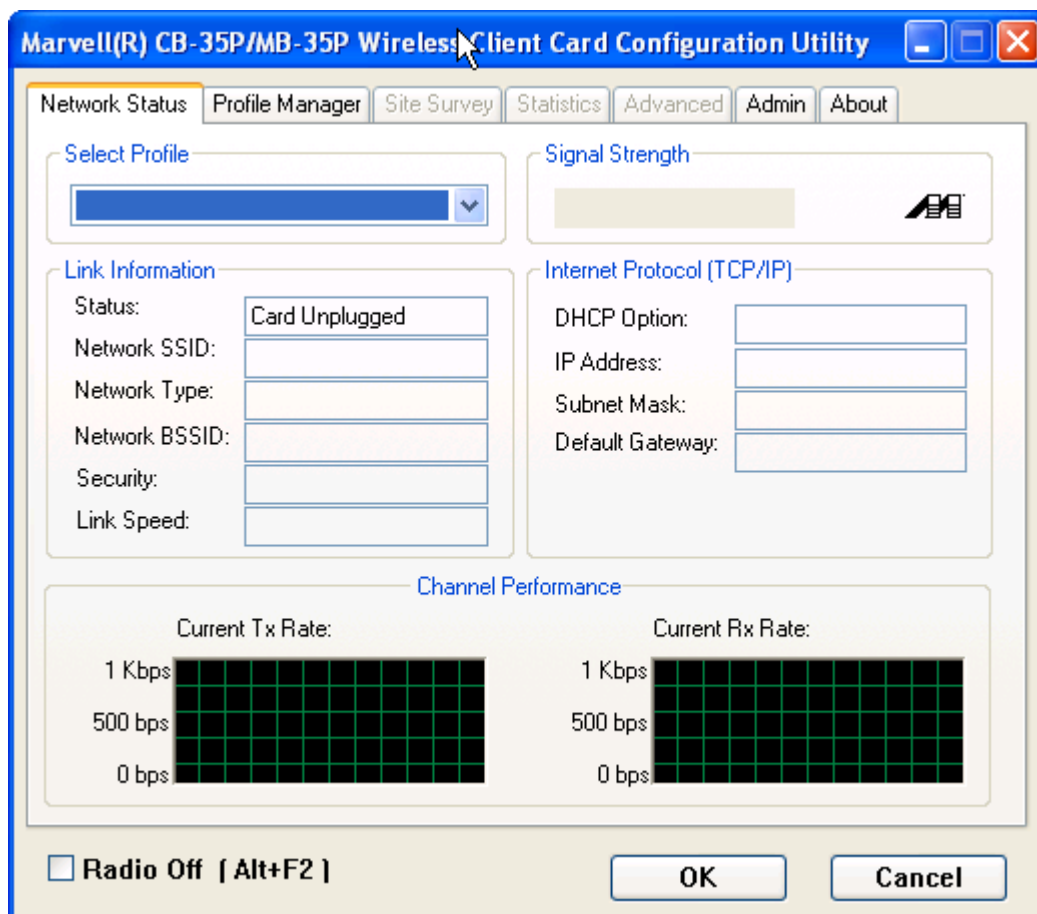 Marvell(R) CB-35P/MB-35P Wireless Client Card Configuration Utility
Network Status Profile Manager Site Survey Statistics Advanced Admin About
Select Profile
Signal Strength
Link Information
Status: Card Unplugged
Network SSID:
Network Type:
Network BSSID:
Security:
Link Speed:
Internet Protocol (TCP/IP)
DHCP Option:
IP Address:
Subnet Mask:
Default Gateway:
Channel Performance
Current Tx Rate:
1 Kbps
500 bps
0 bps
Current Rx Rate:
1 Kbps
500 bps
0 bps
Radio Off [Alt+F2]
OK
Cancel